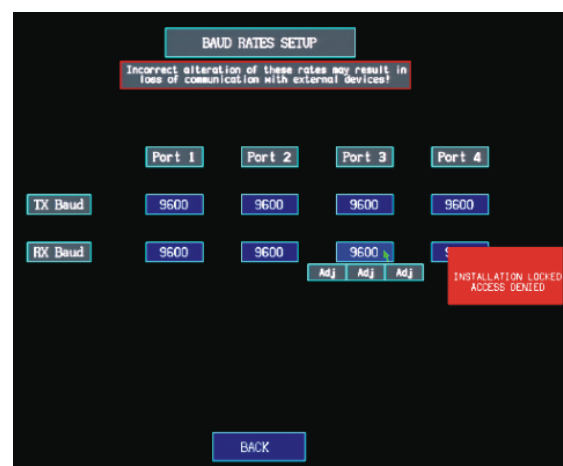 BAUD RATES SETUP
Incorrect alteration of these rates may result in
loss of communication with external devices!
Port 1 Port 2 Port 3 Port 4
TX Baud 9600 9600 9600 9600
RX Baud 9600 9600 9600
Adj Adj Adj
INSTALLATION LOCKED
ACCESS DENIED
BACK